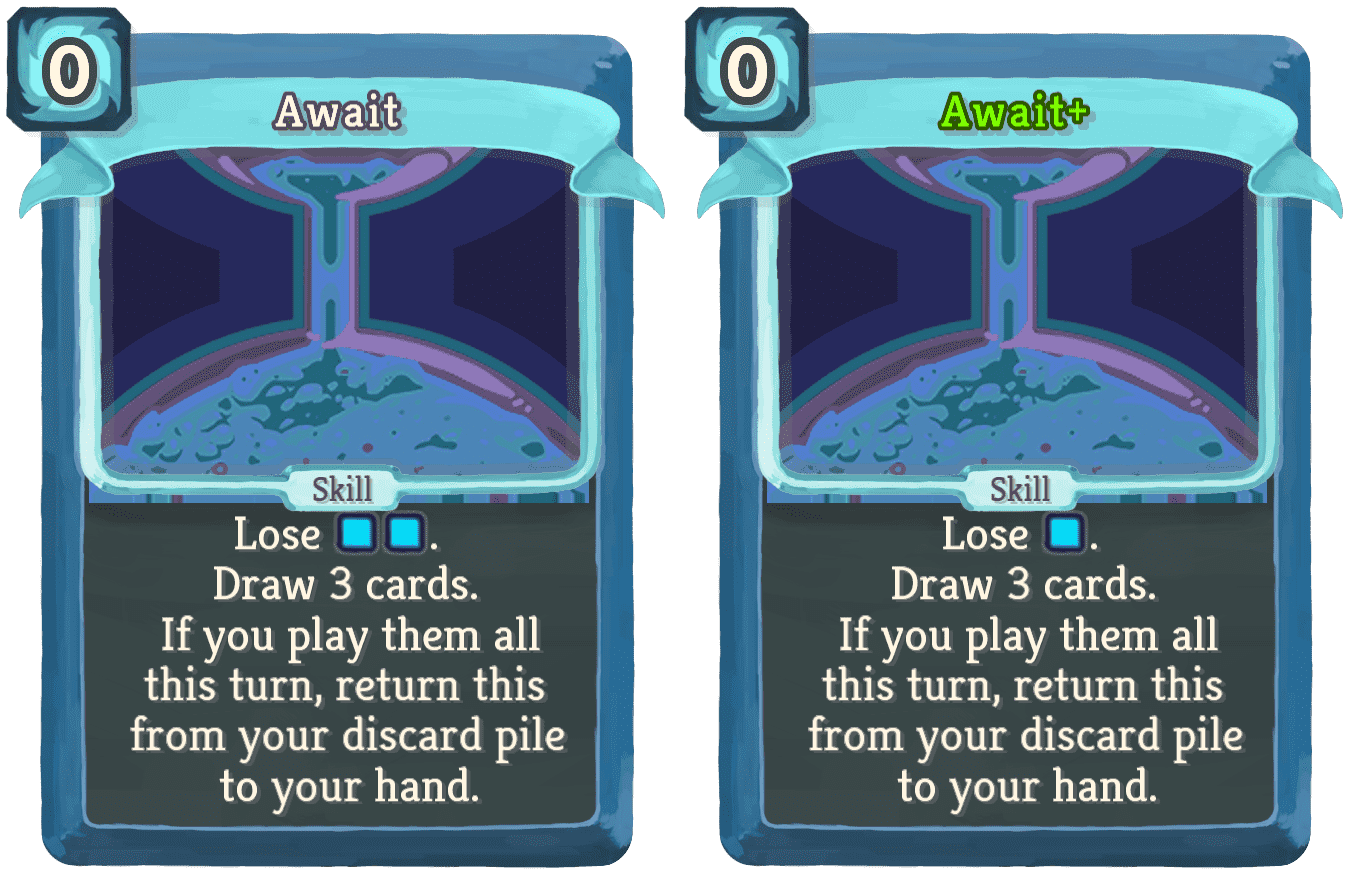 0
Await
Skill
Lose .
Draw 3 cards.
If you play them all
this turn, return this
from your discard pile
to your hand.
0
Await+
Skill
Lose .
Draw 3 cards.
If you play them all
this turn, return this
from your discard pile
to your hand.